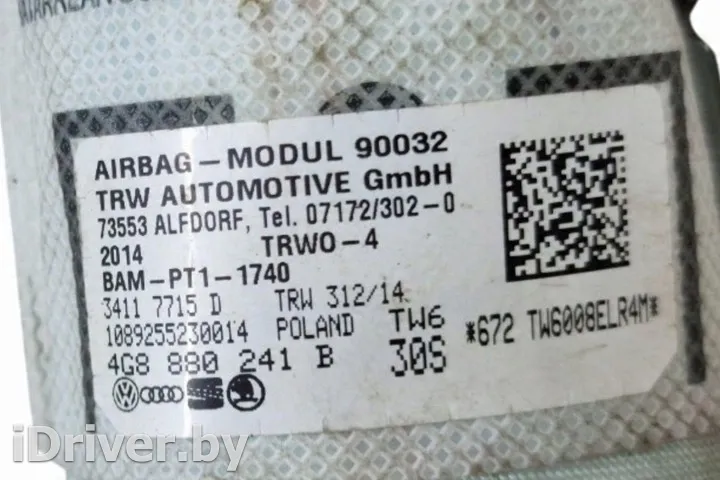 AIRBAG – MODUL 90032
TRW AUTOMOTIVE GmbH
73553 ALFDORF, Tel. 07172/302-0
2014 TRWO-4
BAM-PT1-1740
3411 7715 D TRW 312/14
1089255230014 POLAND TW6
4G8 880 241 B 30S
*672 TW6008ELR4M*
iDriver.by